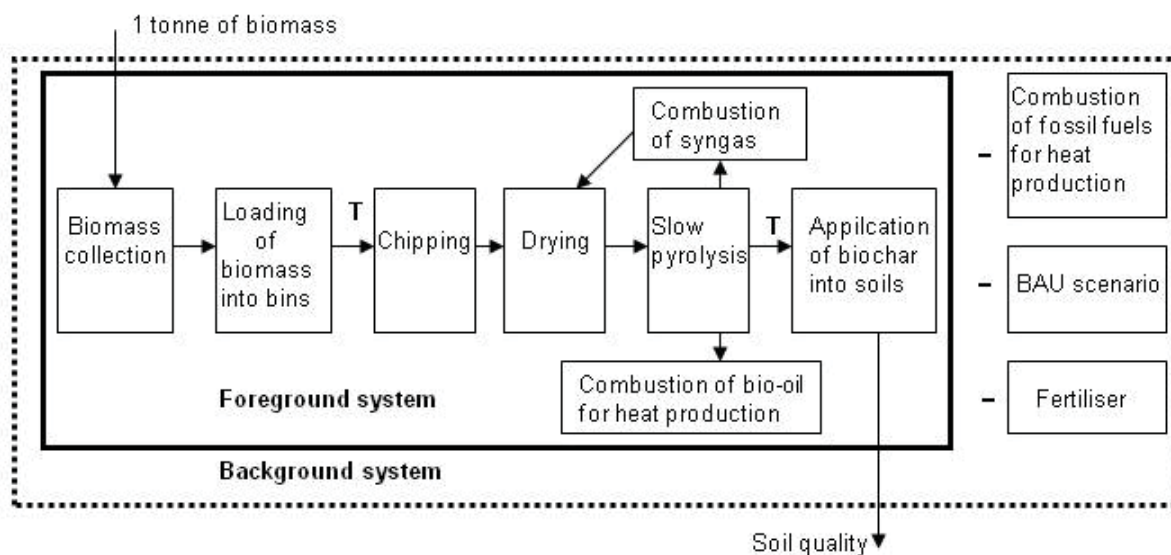 1 tonne of biomass
Combustion
of syngas
Combustion
of fossil fuels
for heat
production
Biomass
collection
Loading
of
biomass
into bins
T
Chipping
Drying
Slow
pyrolysis
T
Appilcation
of biochar
into soils
BAU scenario
Combustion of bio-oil
for heat production
Fertiliser
Foreground system
Background system
Soil quality
–
–
–